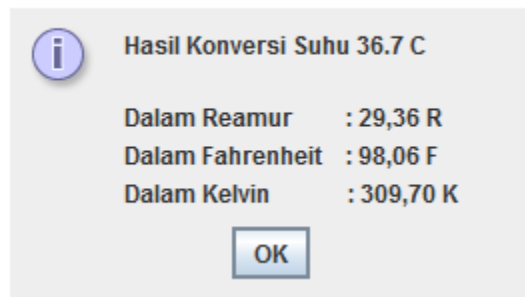 Hasil Konversi Suhu 36.7 C
Dalam Reamur : 29,36 R
Dalam Fahrenheit : 98,06 F
Dalam Kelvin : 309,70 K
OK